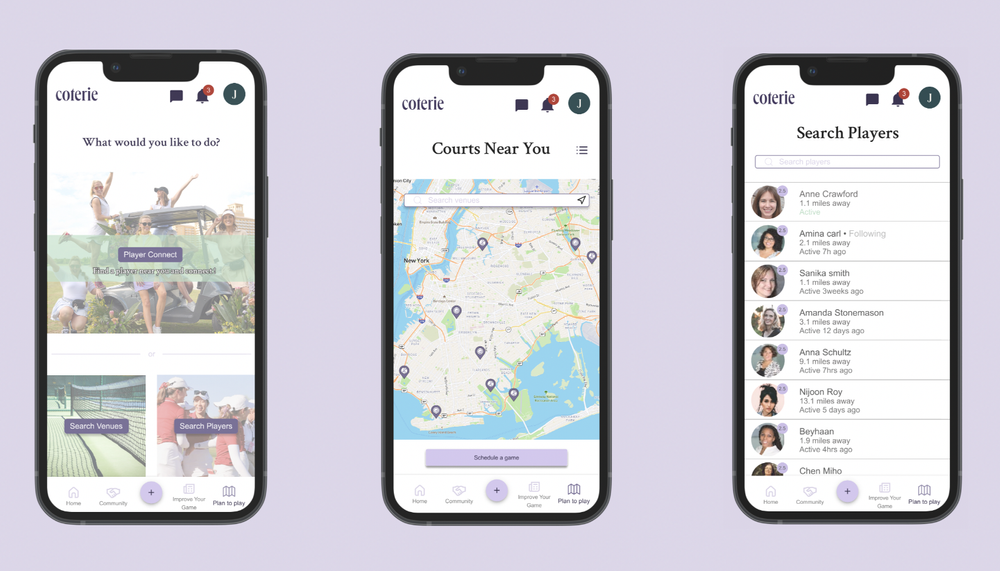 coterie
3
J
What would you like to do?
Player Connect
Find a player near you and connect!
or
Search Venues
Search Players
Home
Community
+
Improve Your
Game
Plan to play
coterie
3
J
Courts Near You
Search venues
New York
Schedule a game
Home
Community
+
Improve Your
Game
Plan to play
coterie
3
J
Search Players
Search players
Anne Crawford
1.1 miles away
Active
Amina carl • Following
2.1 miles away
Active 7h ago
Sanika smith
1.1 miles away
Active 3weeks ago
Amanda Stonemason
3.1 miles away
Active 12 days ago
Anna Schultz
9.1 miles away
Active 7hrs ago
Nijoon Roy
13.1 miles away
Active 5 days ago
Beyhaan
1.9 miles away
Active 4hrs ago
Chen Miho
Home
Community
+
Improve Your
Game
Plan to play